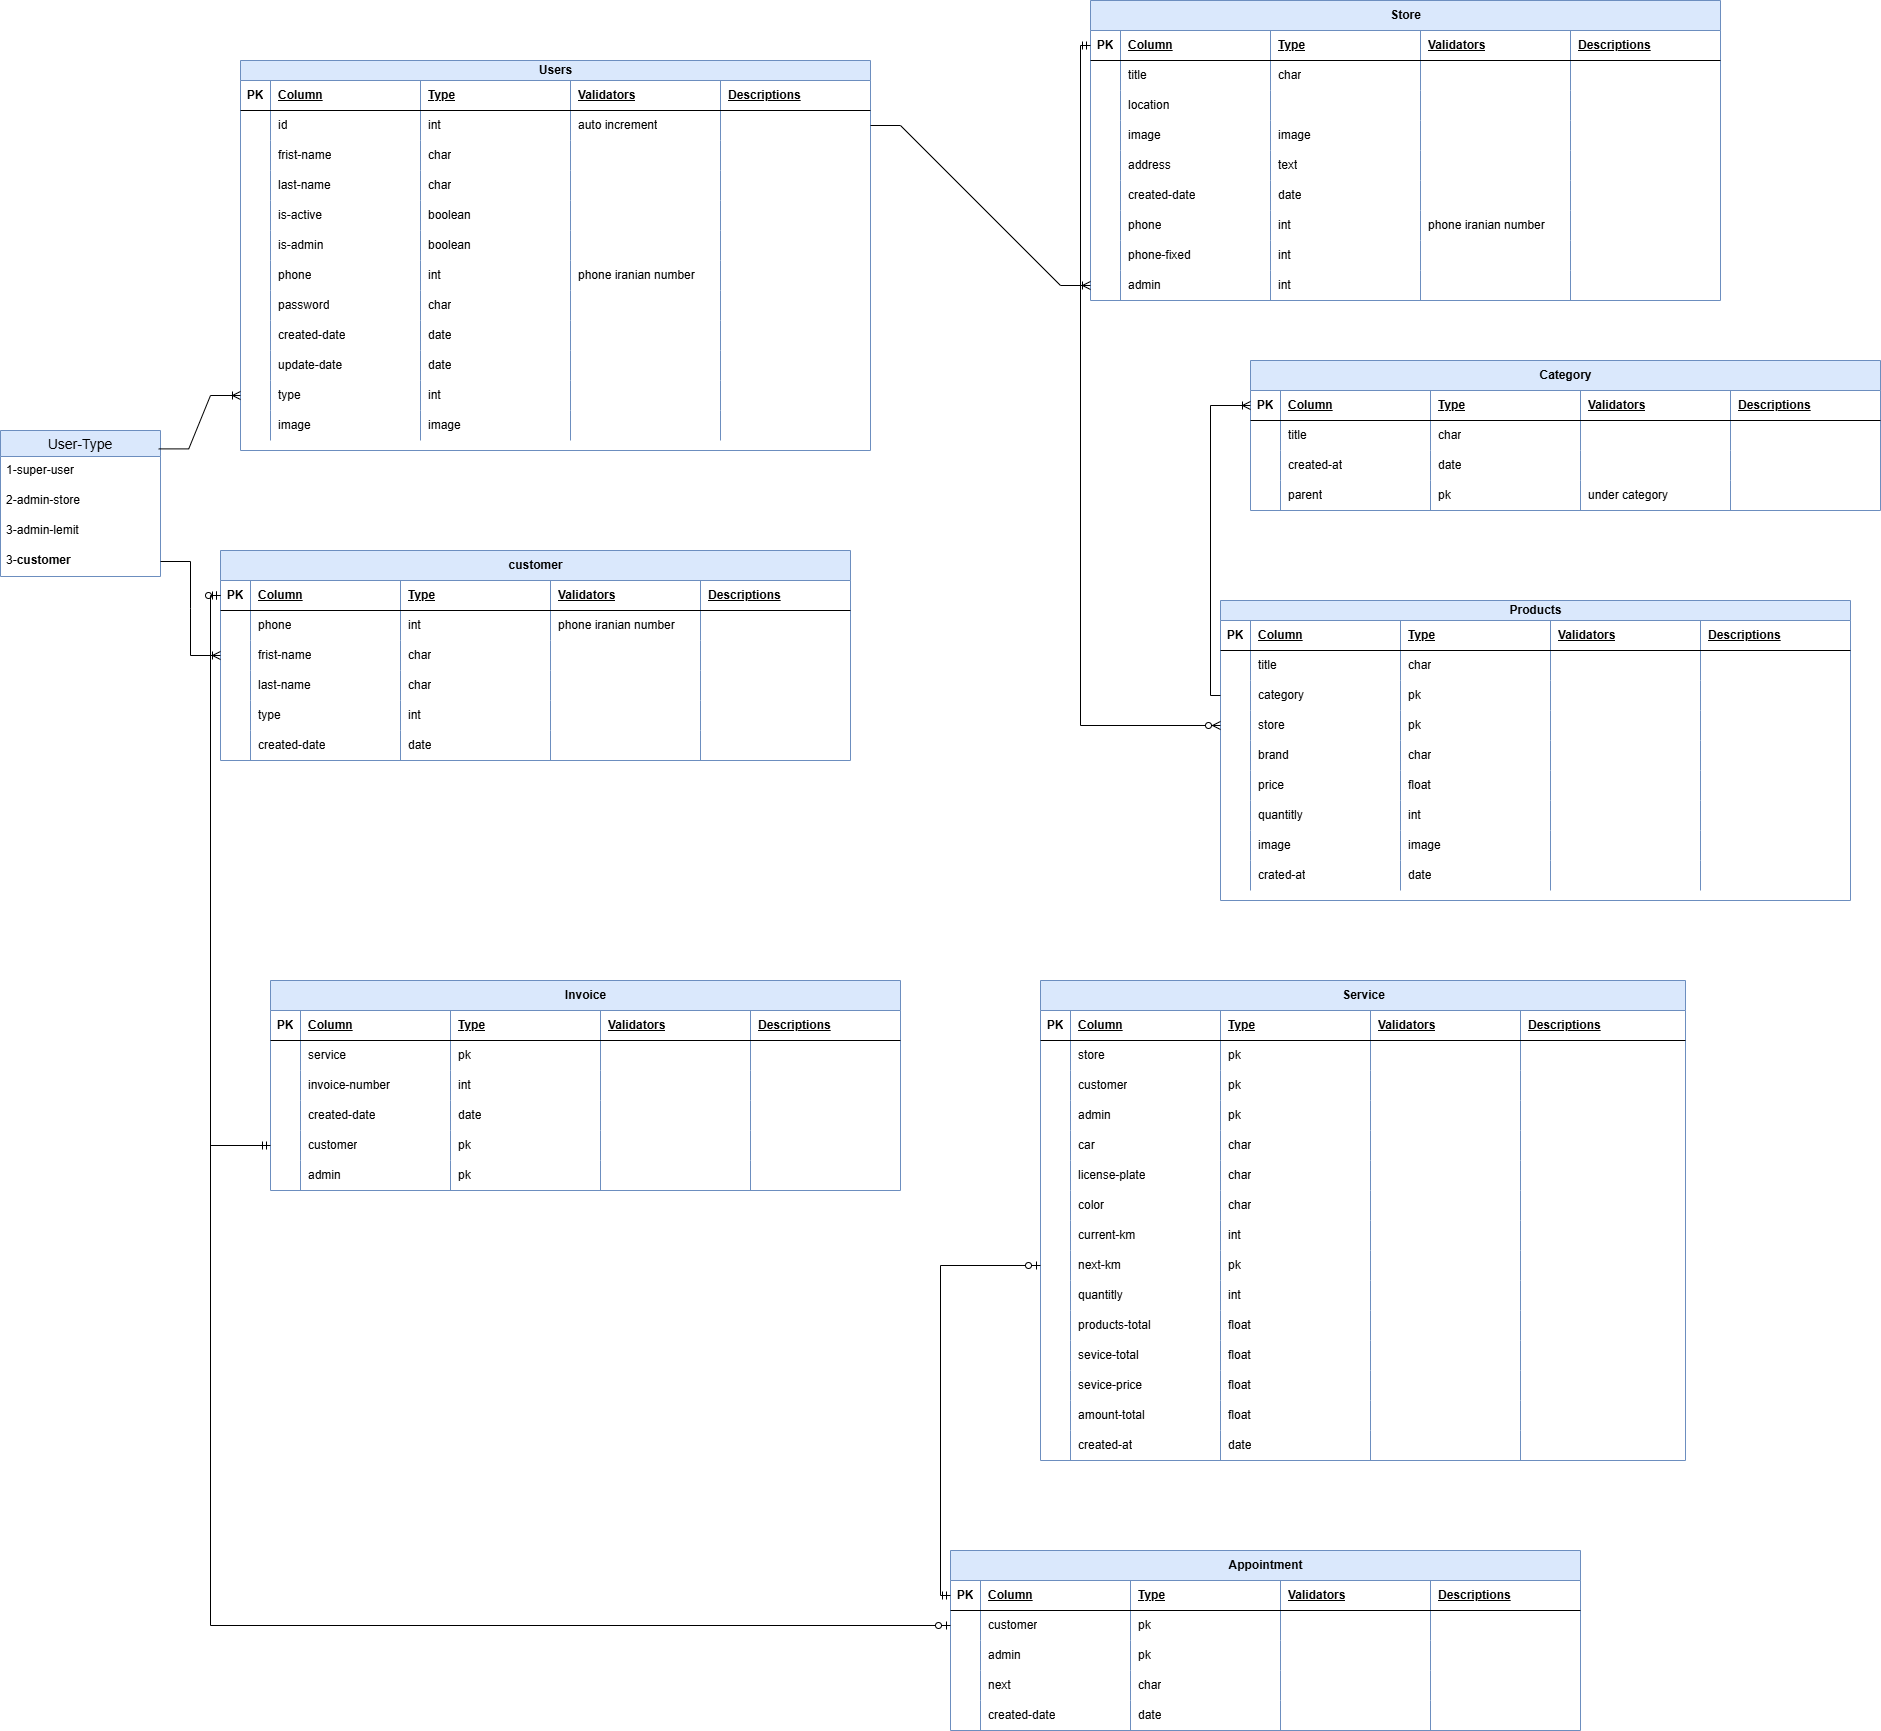 Store
PK Column Type Validators Descriptions
title char
location
image image
address text
created-date date
phone int phone iranian number
phone-fixed int
admin int
Users
PK Column Type Validators Descriptions
id int auto increment
frist-name char
last-name char
is-active boolean
is-admin boolean
phone int phone iranian number
password char
created-date date
update-date date
type int
image image
Category
PK Column Type Validators Descriptions
title char
created-at date
parent pk under category
User-Type
1-super-user
2-admin-store
3-admin-lemit
3-customer
customer
PK Column Type Validators Descriptions
phone int phone iranian number
frist-name char
last-name char
type int
created-date date
Products
PK Column Type Validators Descriptions
title char
category pk
store pk
brand char
price float
quantitly int
image image
crated-at date
Invoice
PK Column Type Validators Descriptions
service pk
invoice-number int
created-date date
customer pk
admin pk
Service
PK Column Type Validators Descriptions
store pk
customer pk
admin pk
car char
license-plate char
color char
current-km int
next-km pk
quantitly int
products-total float
sevice-total float
sevice-price float
amount-total float
created-at date
Appointment
PK Column Type Validators Descriptions
customer pk
admin pk
next char
created-date date